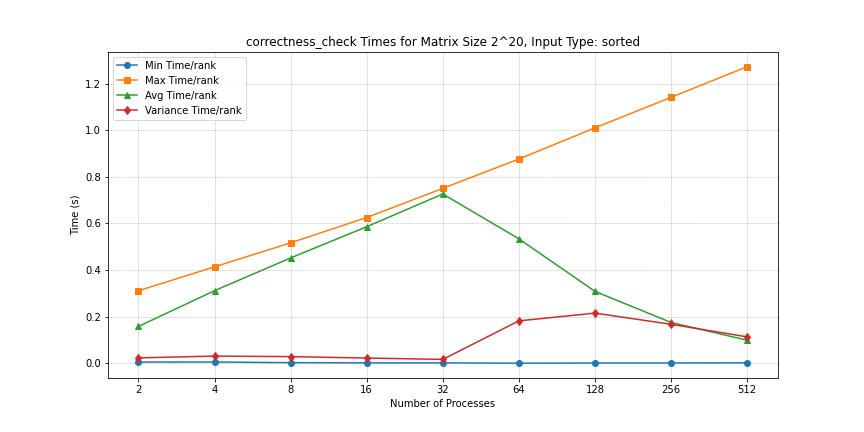 correctness_check Times for Matrix Size 2^20, Input Type: sorted
Min Time/rank
Max Time/rank
Avg Time/rank
Variance Time/rank
Time (s)
1.2
1.0
0.8
0.6
0.4
0.2
0.0
2 4 8 16 32 64 128 256 512
Number of Processes